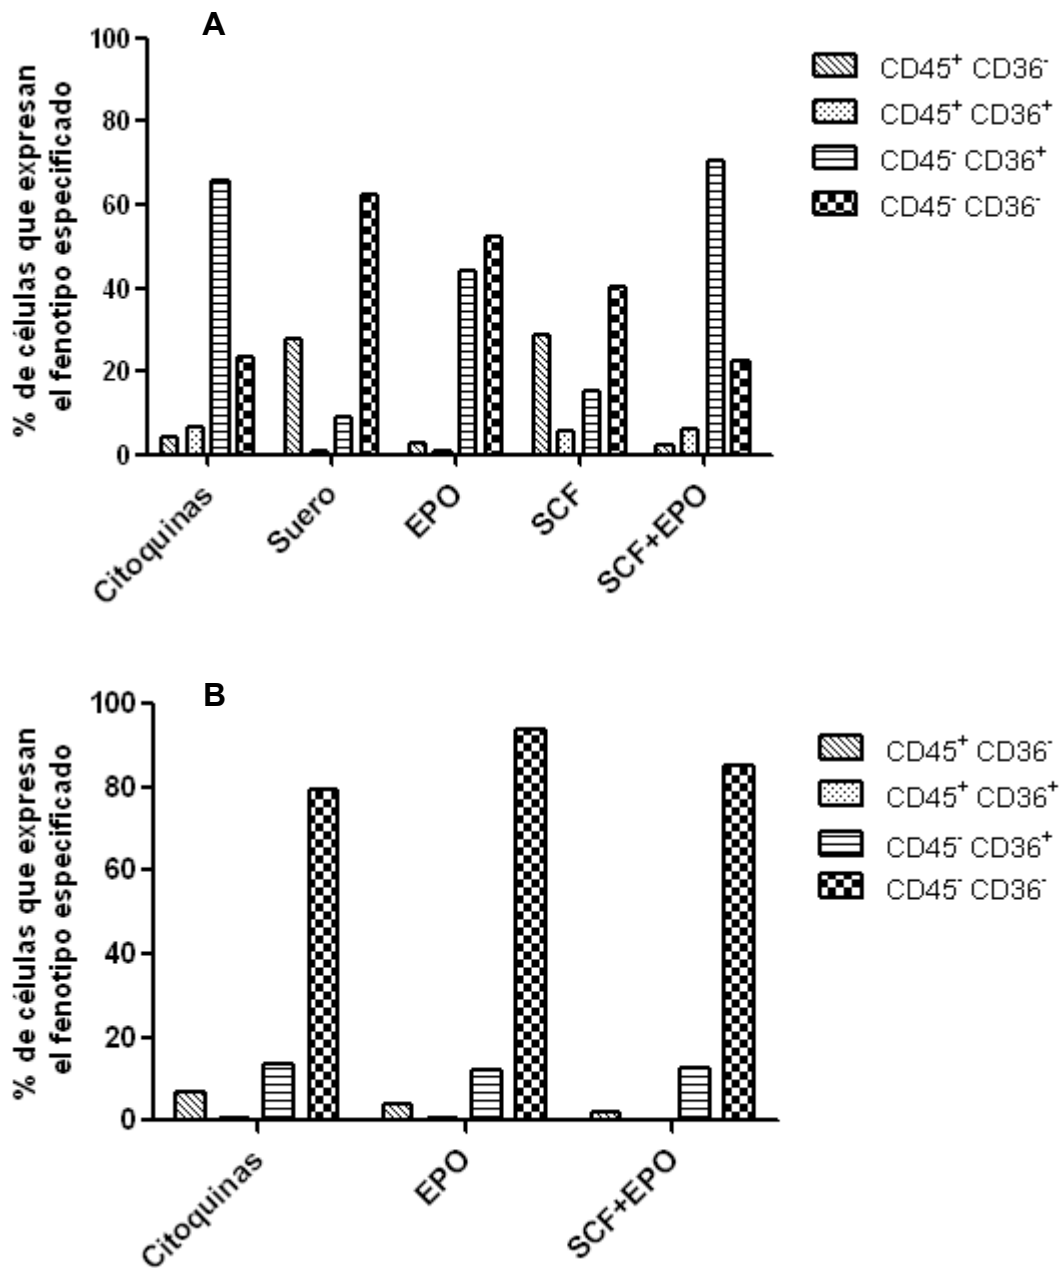 A
% de células que expresan
el fenotipo especificado
100
80
60
40
20
0
Citoquinas
Suero
EPO
SCF
SCF+EPO
CD45⁺ CD36⁻
CD45⁺ CD36⁺
CD45⁻ CD36⁺
CD45⁻ CD36⁻
B
% de células que expresan
el fenotipo especificado
100
80
60
40
20
0
Citoquinas
EPO
SCF+EPO
CD45⁺ CD36⁻
CD45⁺ CD36⁺
CD45⁻ CD36⁺
CD45⁻ CD36⁻